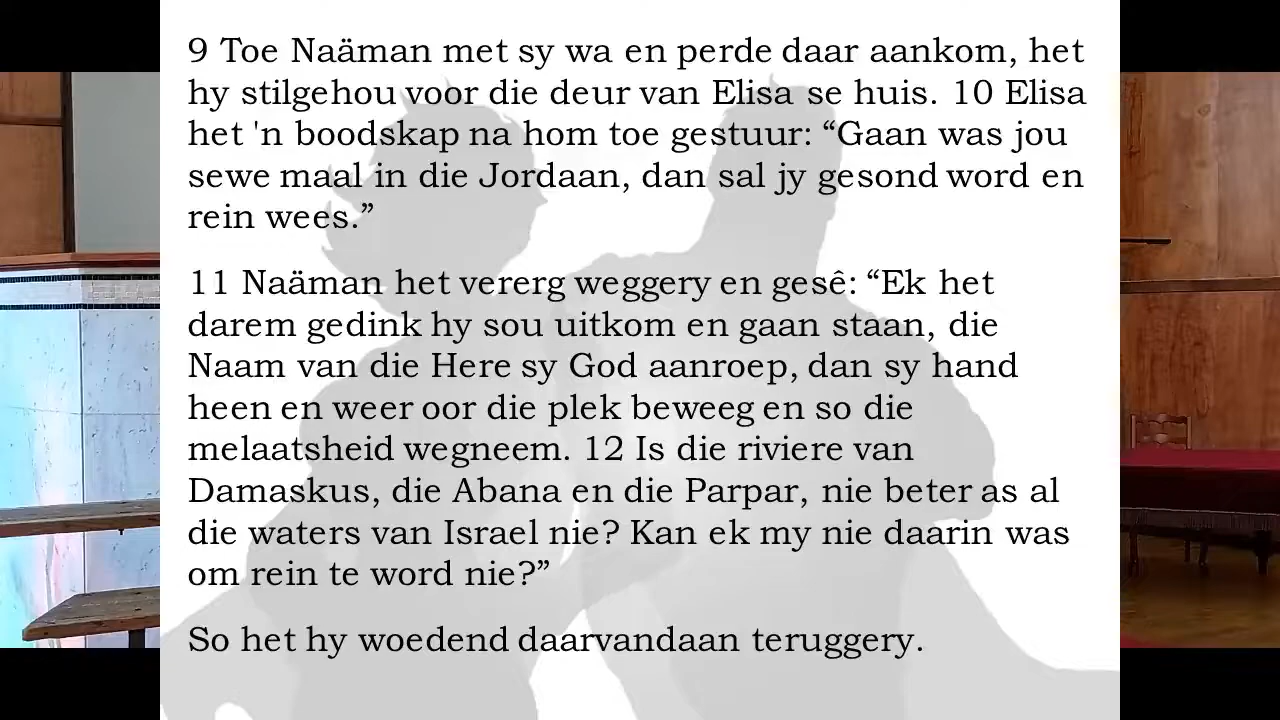 9 Toe Naäman met sy wa en perde daar aankom, het
hy stilgehou voor die deur van Elisa se huis. 10 Elisa
het 'n boodskap na hom toe gestuur: “Gaan was jou
sewe maal in die Jordaan, dan sal jy gesond word en
rein wees.”
11 Naäman het vererg weggery en gesê: “Ek het
darem gedink hy sou uitkom en gaan staan, die
Naam van die Here sy God aanroep, dan sy hand
heen en weer oor die plek beweeg en so die
melaatsheid wegneem. 12 Is die riviere van
Damaskus, die Abana en die Parpar, nie beter as al
die waters van Israel nie? Kan ek my nie daarin was
om rein te word nie?”
So het hy woedend daarvandaan teruggery.